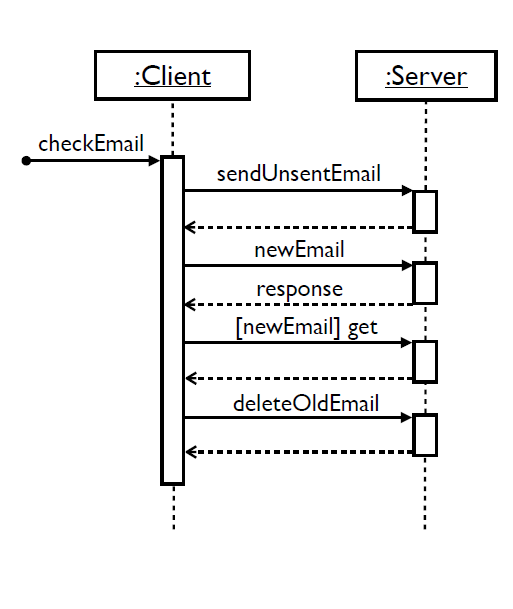 :Client
:Server
checkEmail
sendUnsentEmail
newEmail
response
[newEmail] get
deleteOldEmail